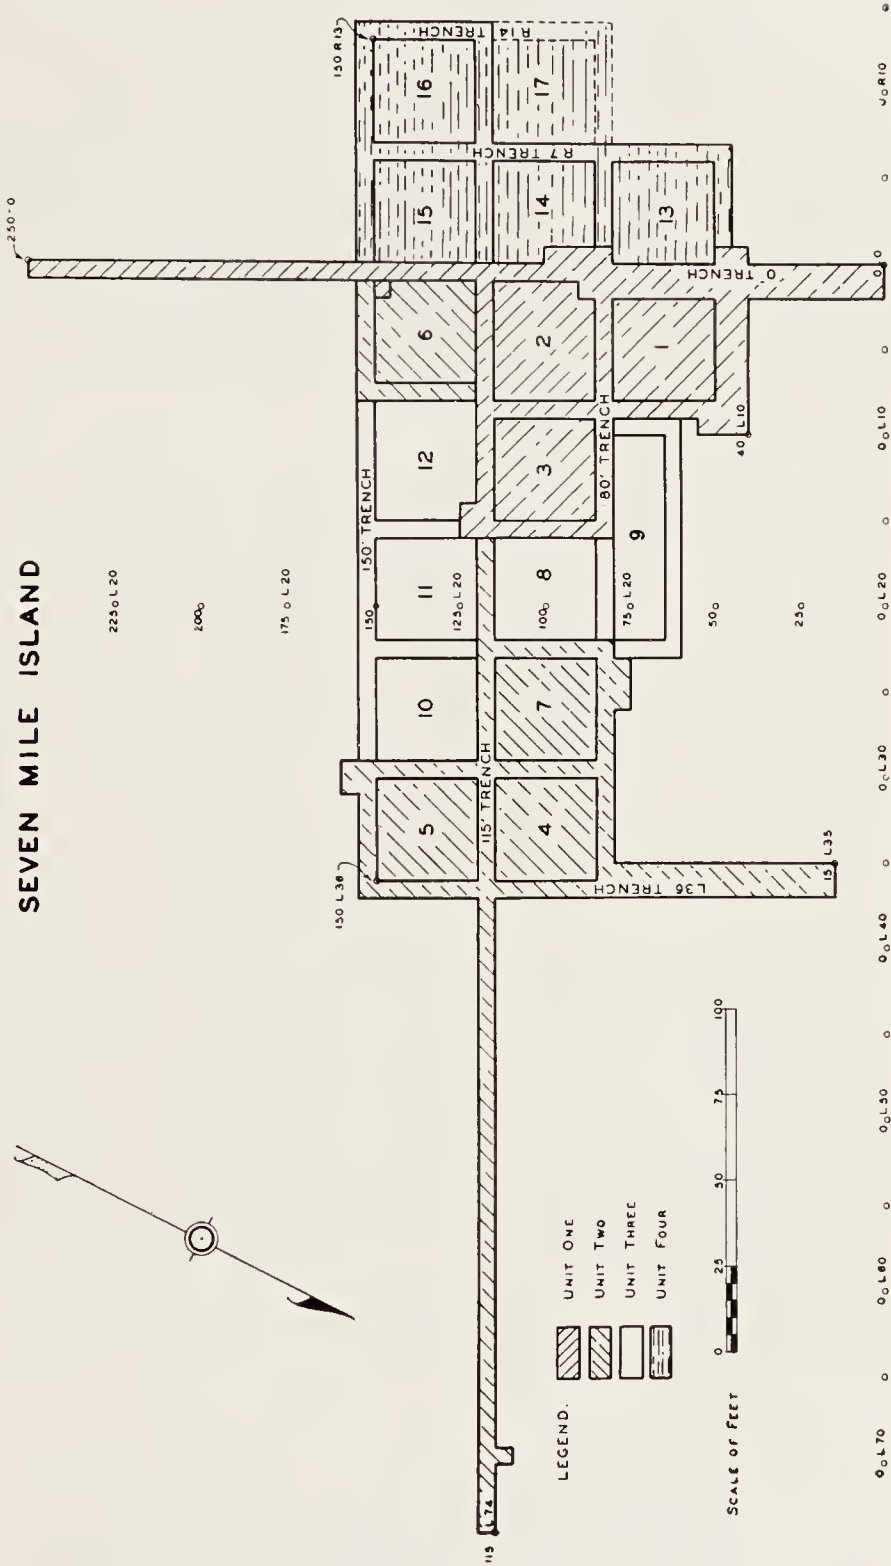 SEVEN MILE ISLAND
250-0
225 L20
200
175 L20
150 L36
150 R13
150
150' TRENCH
R14 TRENCH
5
10
11
12
6
15
16
125 L20
115 L74
115' TRENCH
R7 TRENCH
4
7
8
100
3
2
14
17
80' TRENCH
75 L20
9
1
13
50
O TRENCH
40 L10
L36 TRENCH
25
15 L35
LEGEND.
UNIT ONE
UNIT TWO
UNIT THREE
UNIT FOUR
SCALE OF FEET
0 25 50 75 100
0 L70
0 L60
0 L50
0 L40
0 L30
0 L20
0 L10
0 0
0 R10